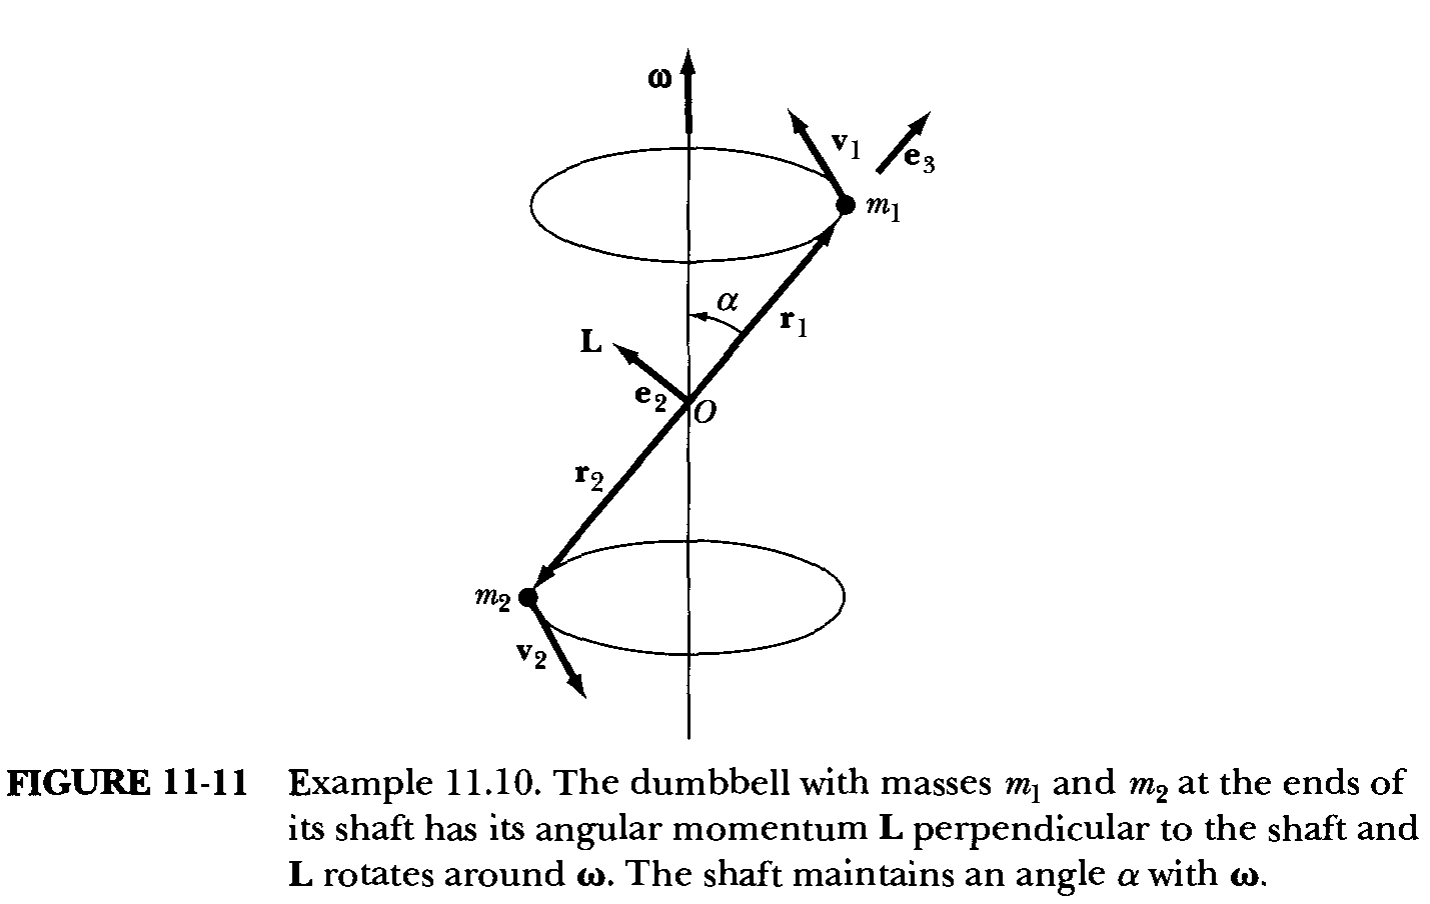 ω
v1
e3
m1
α
r1
L
e2
O
r2
m2
v2
FIGURE 11-11 Example 11.10. The dumbbell with masses m1 and m2 at the ends of
its shaft has its angular momentum L perpendicular to the shaft and
L rotates around ω. The shaft maintains an angle α with ω.